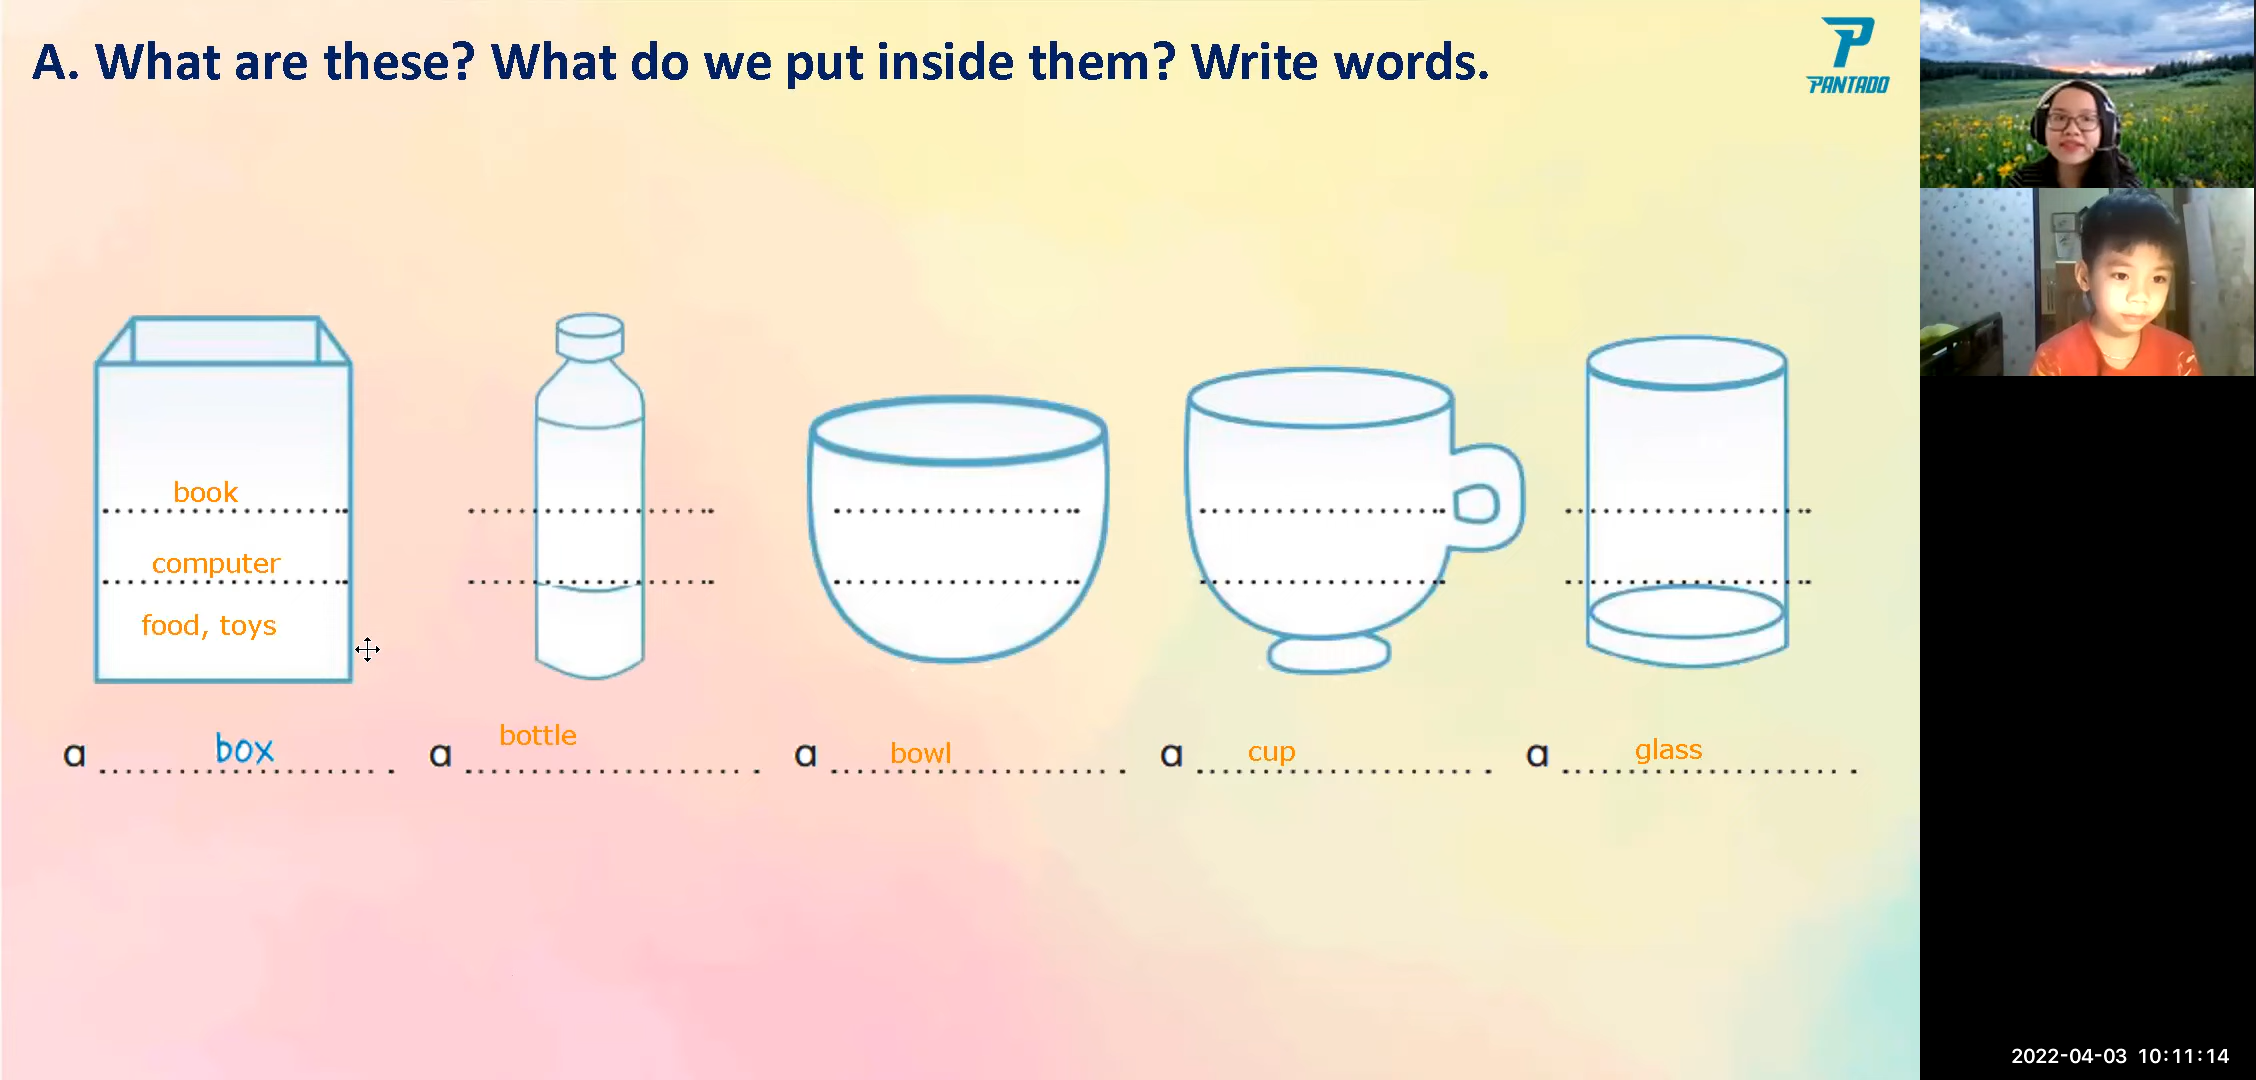 A. What are these? What do we put inside them? Write words.
PANTADO
book
computer
food, toys
a box
a bottle
a bowl
a cup
a glass
2022-04-03 10:11:14